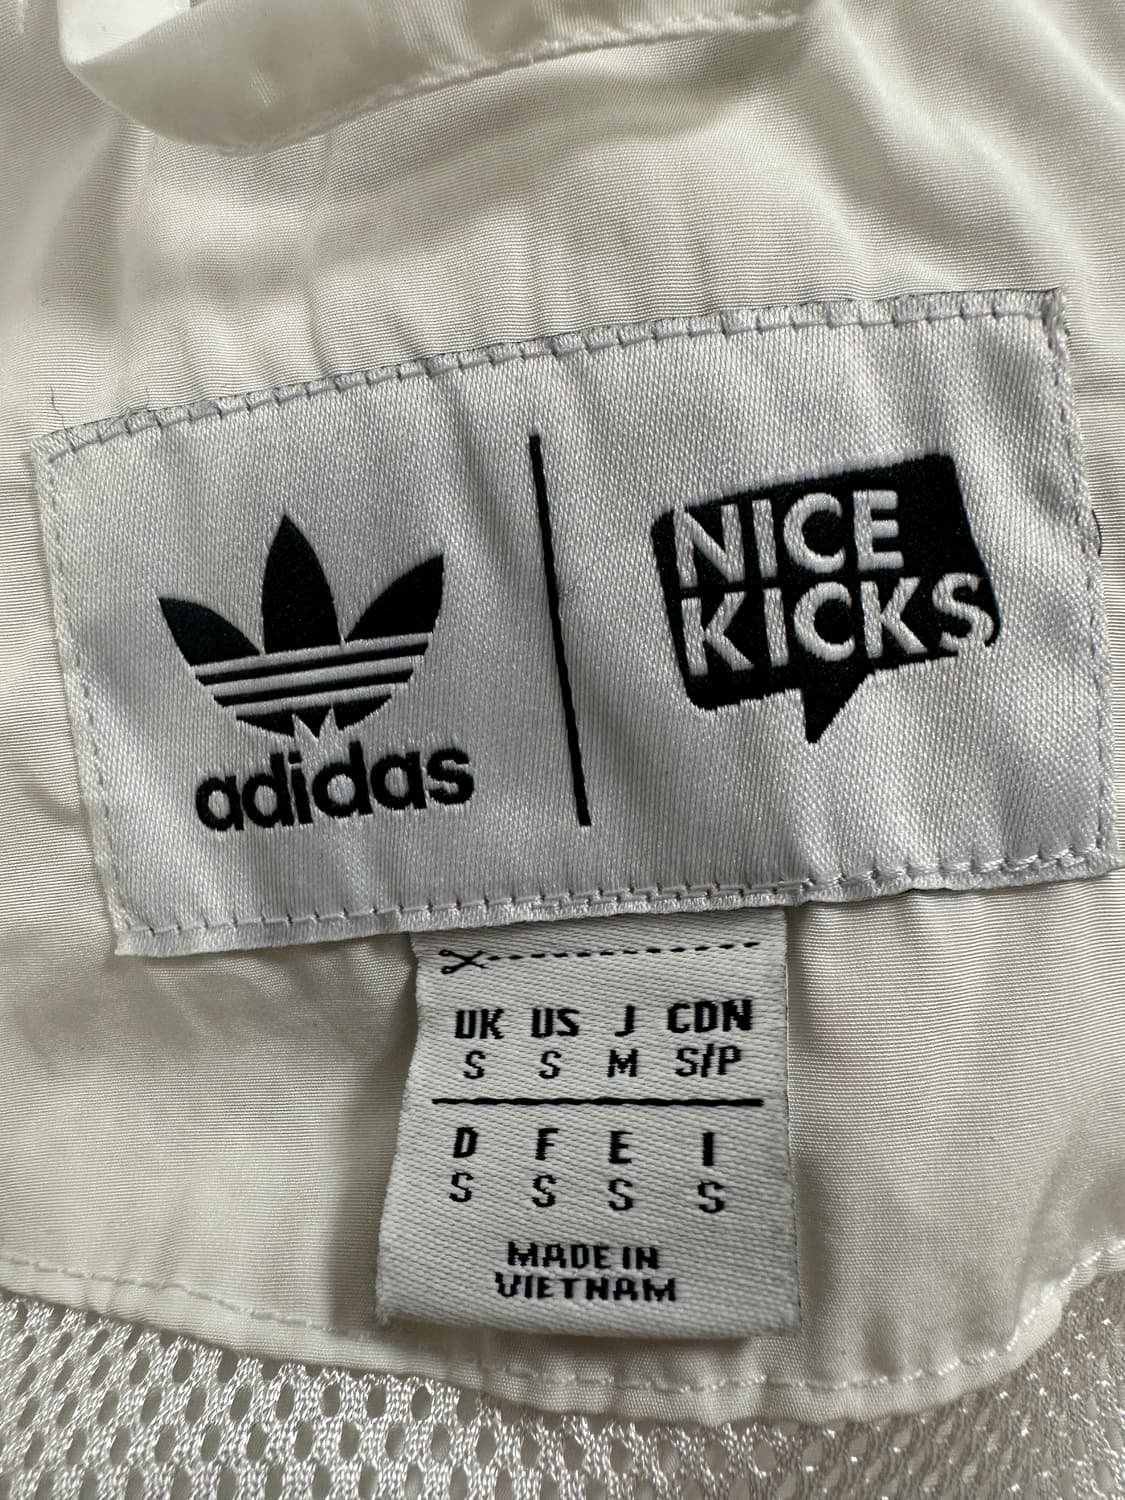 adidas
NICE
KICKS
UK US J CDN
S S M S/P
D F E I
S S S S
MADE IN
VIETNAM